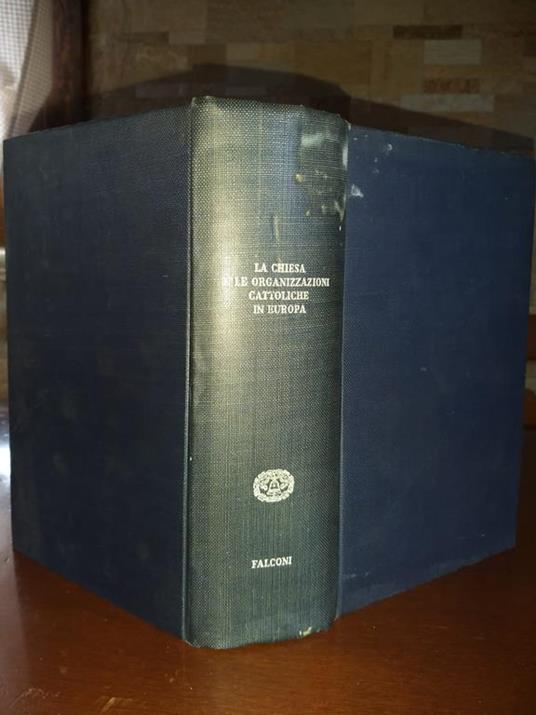 LA CHIESA
E LE ORGANIZZAZIONI
CATTOLICHE
IN EUROPA
FALCONI